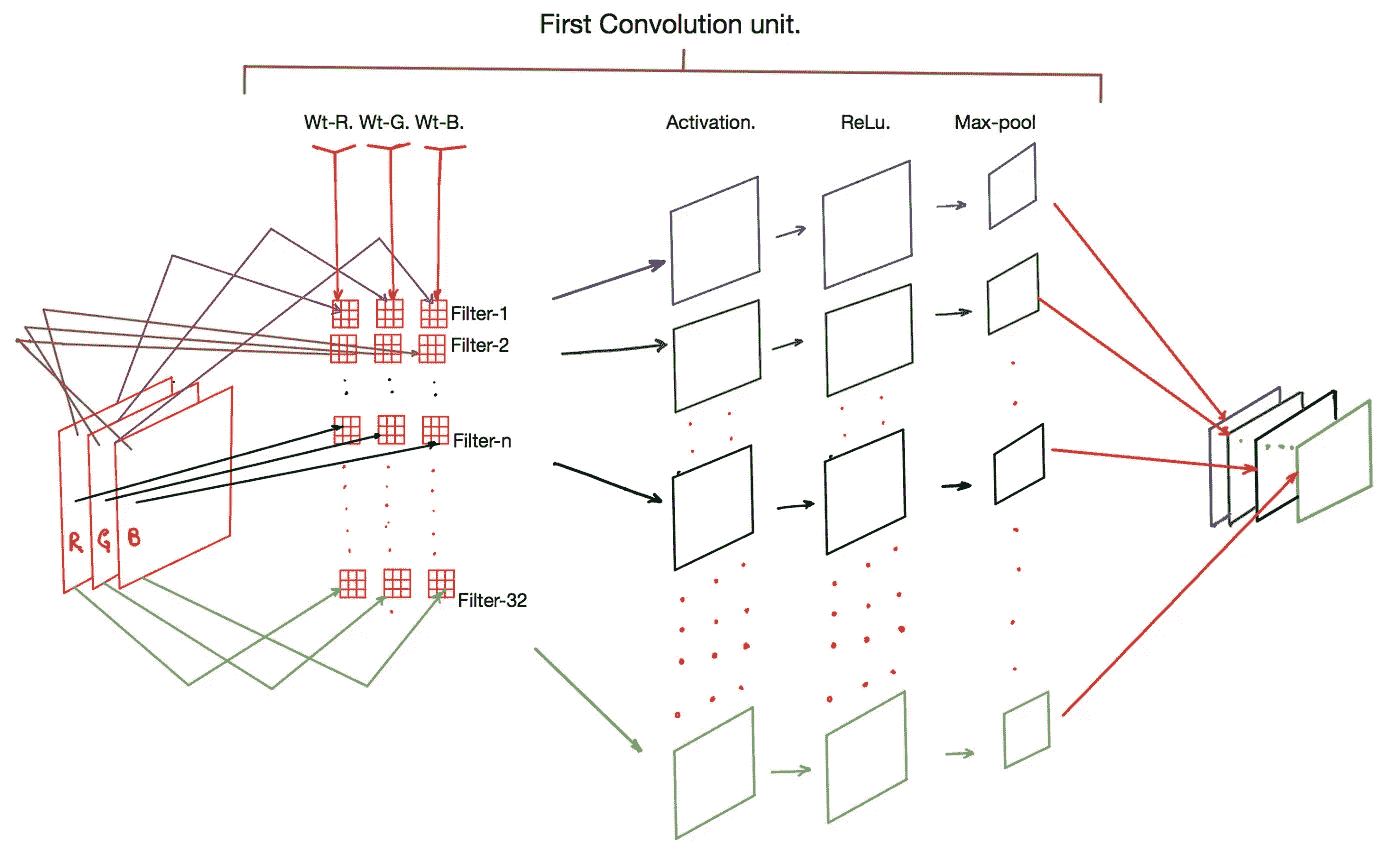 First Convolution unit.
Wt-R. Wt-G. Wt-B.
Activation.
ReLu.
Max-pool
Filter-1
Filter-2
Filter-n
R G B
Filter-32